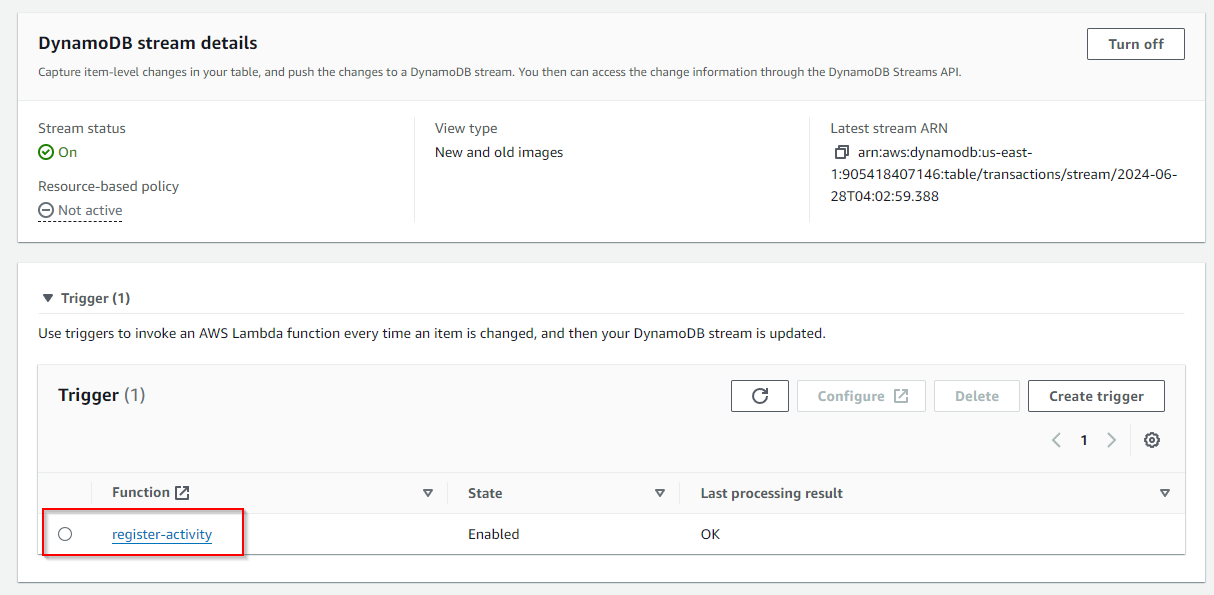 DynamoDB stream details
Turn off
Capture item-level changes in your table, and push the changes to a DynamoDB stream. You then can access the change information through the DynamoDB Streams API.
Stream status
On
Resource-based policy
Not active
View type
New and old images
Latest stream ARN
arn:aws:dynamodb:us-east-
1:905418407146:table/transactions/stream/2024-06-
28T04:02:59.388
Trigger (1)
Use triggers to invoke an AWS Lambda function every time an item is changed, and then your DynamoDB stream is updated.
Trigger (1)
Configure
Delete
Create trigger
1
Function
State
Last processing result
register-activity
Enabled
OK